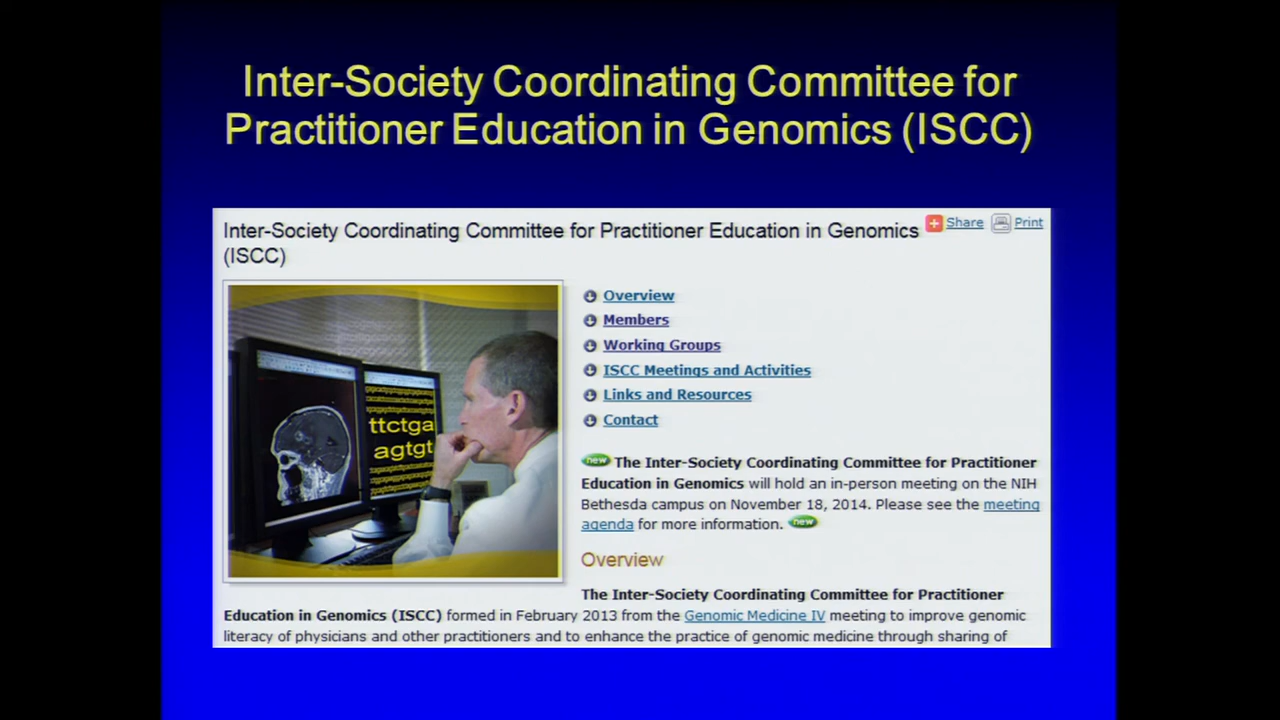 Inter-Society Coordinating Committee for
Practitioner Education in Genomics (ISCC)
Inter-Society Coordinating Committee for Practitioner Education in Genomics
(ISCC)
Share Print
Overview
Members
Working Groups
ISCC Meetings and Activities
Links and Resources
Contact
ttctga
agtgt
new The Inter-Society Coordinating Committee for Practitioner
Education in Genomics will hold an in-person meeting on the NIH
Bethesda campus on November 18, 2014. Please see the meeting
agenda for more information. new
Overview
The Inter-Society Coordinating Committee for Practitioner
Education in Genomics (ISCC) formed in February 2013 from the Genomic Medicine IV meeting to improve genomic
literacy of physicians and other practitioners and to enhance the practice of genomic medicine through sharing of